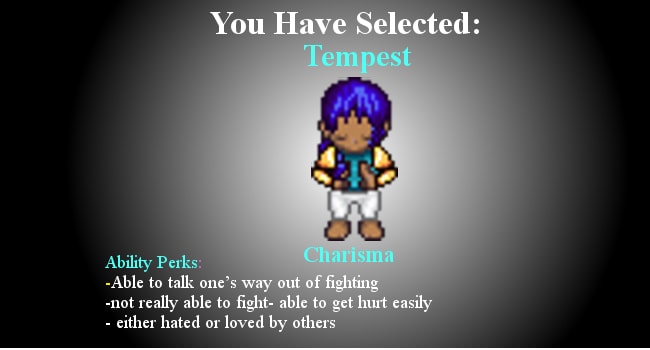 You Have Selected:
Tempest
Charisma
Ability Perks:
-Able to talk one's way out of fighting
-not really able to fight- able to get hurt easily
- either hated or loved by others